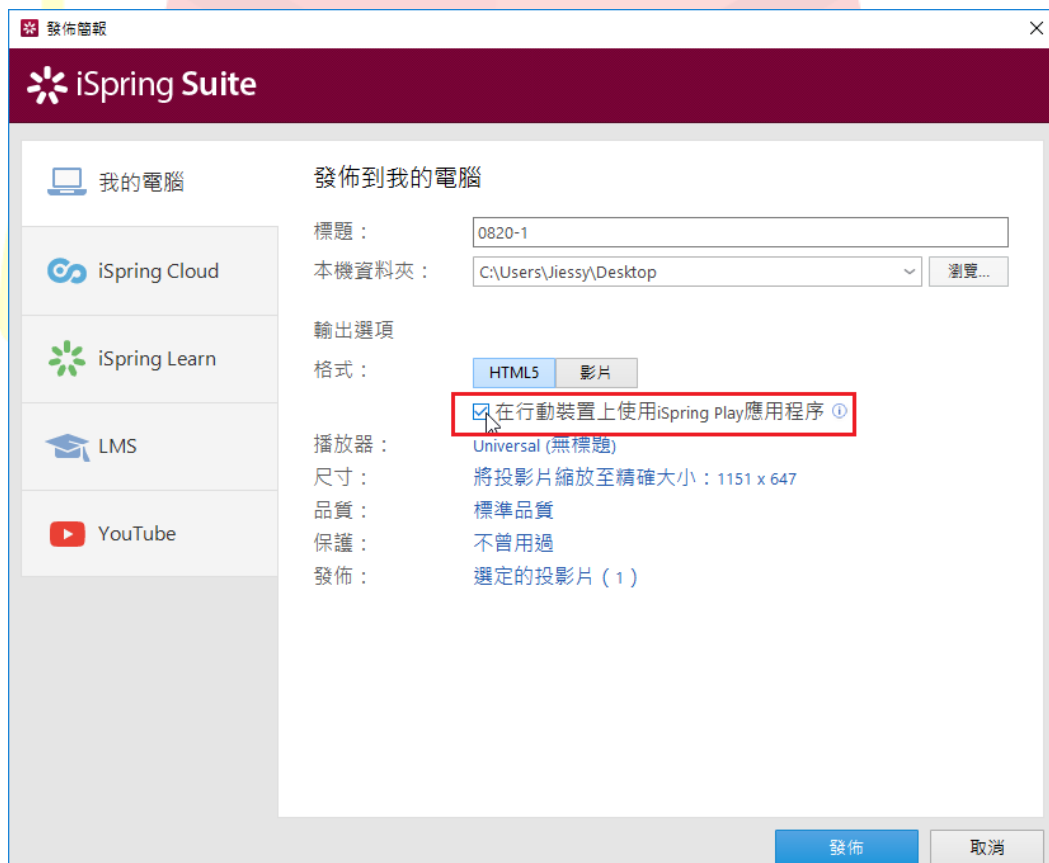 發佈簡報
iSpring Suite
我的電腦
iSpring Cloud
iSpring Learn
LMS
YouTube
發佈到我的電腦
標題：
0820-1
本機資料夾：
C:\Users\Jiessy\Desktop
瀏覽...
輸出選項
格式：
HTML5
影片
在行動裝置上使用iSpring Play應用程序
播放器：
Universal (無標題)
尺寸：
將投影片縮放至精確大小：1151 x 647
品質：
標準品質
保護：
不曾用過
發佈：
選定的投影片（1）
發佈
取消